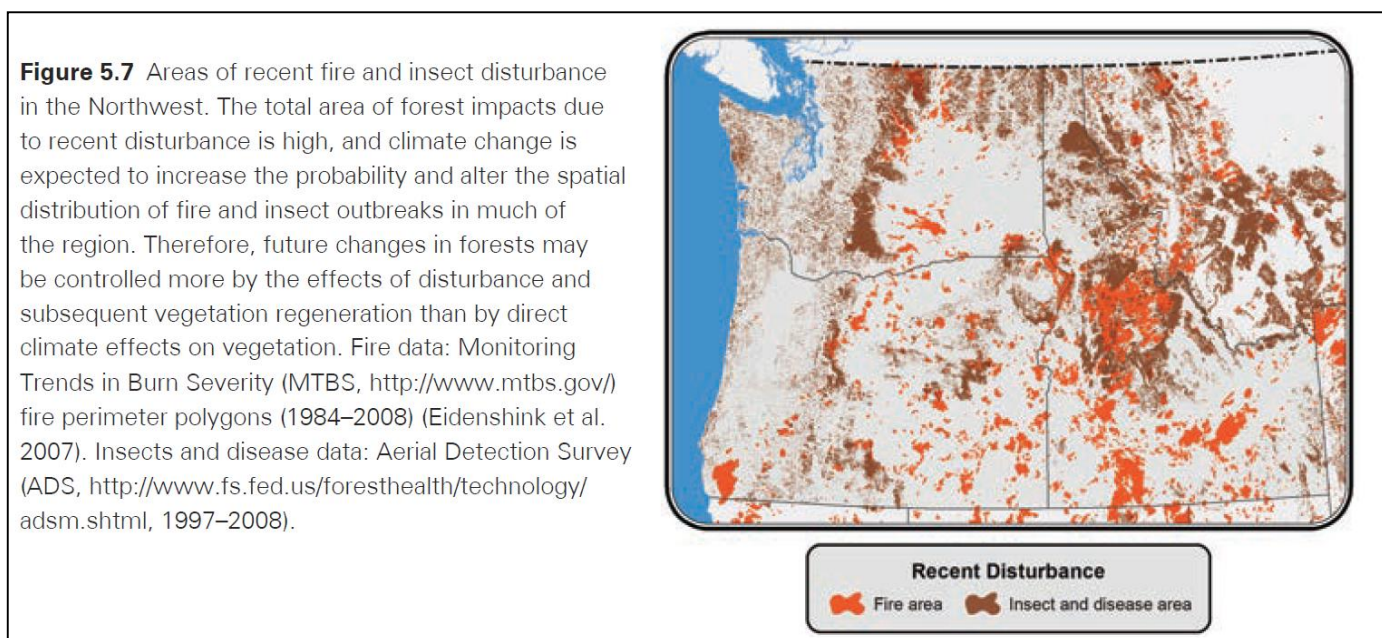 Figure 5.7 Areas of recent fire and insect disturbance
in the Northwest. The total area of forest impacts due
to recent disturbance is high, and climate change is
expected to increase the probability and alter the spatial
distribution of fire and insect outbreaks in much of
the region. Therefore, future changes in forests may
be controlled more by the effects of disturbance and
subsequent vegetation regeneration than by direct
climate effects on vegetation. Fire data: Monitoring
Trends in Burn Severity (MTBS, http://www.mtbs.gov/)
fire perimeter polygons (1984–2008) (Eidenshink et al.
2007). Insects and disease data: Aerial Detection Survey
(ADS, http://www.fs.fed.us/foresthealth/technology/
adsm.shtml, 1997–2008).
Recent Disturbance
Fire area Insect and disease area